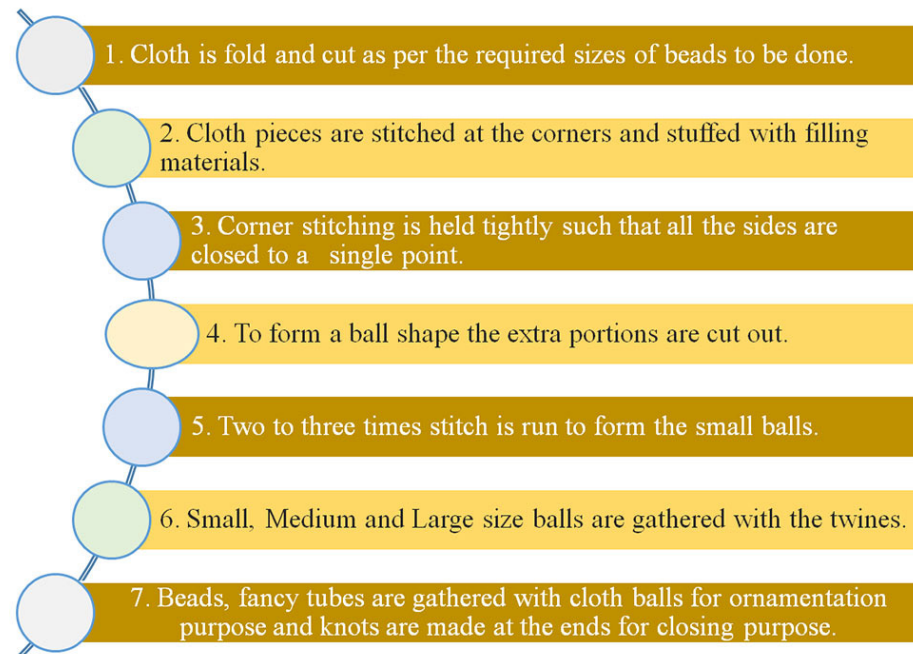 1. Cloth is fold and cut as per the required sizes of beads to be done.
2. Cloth pieces are stitched at the corners and stuffed with filling
materials.
3. Corner stitching is held tightly such that all the sides are
closed to a single point.
4. To form a ball shape the extra portions are cut out.
5. Two to three times stitch is run to form the small balls.
6. Small, Medium and Large size balls are gathered with the twines.
7. Beads, fancy tubes are gathered with cloth balls for ornamentation
purpose and knots are made at the ends for closing purpose.